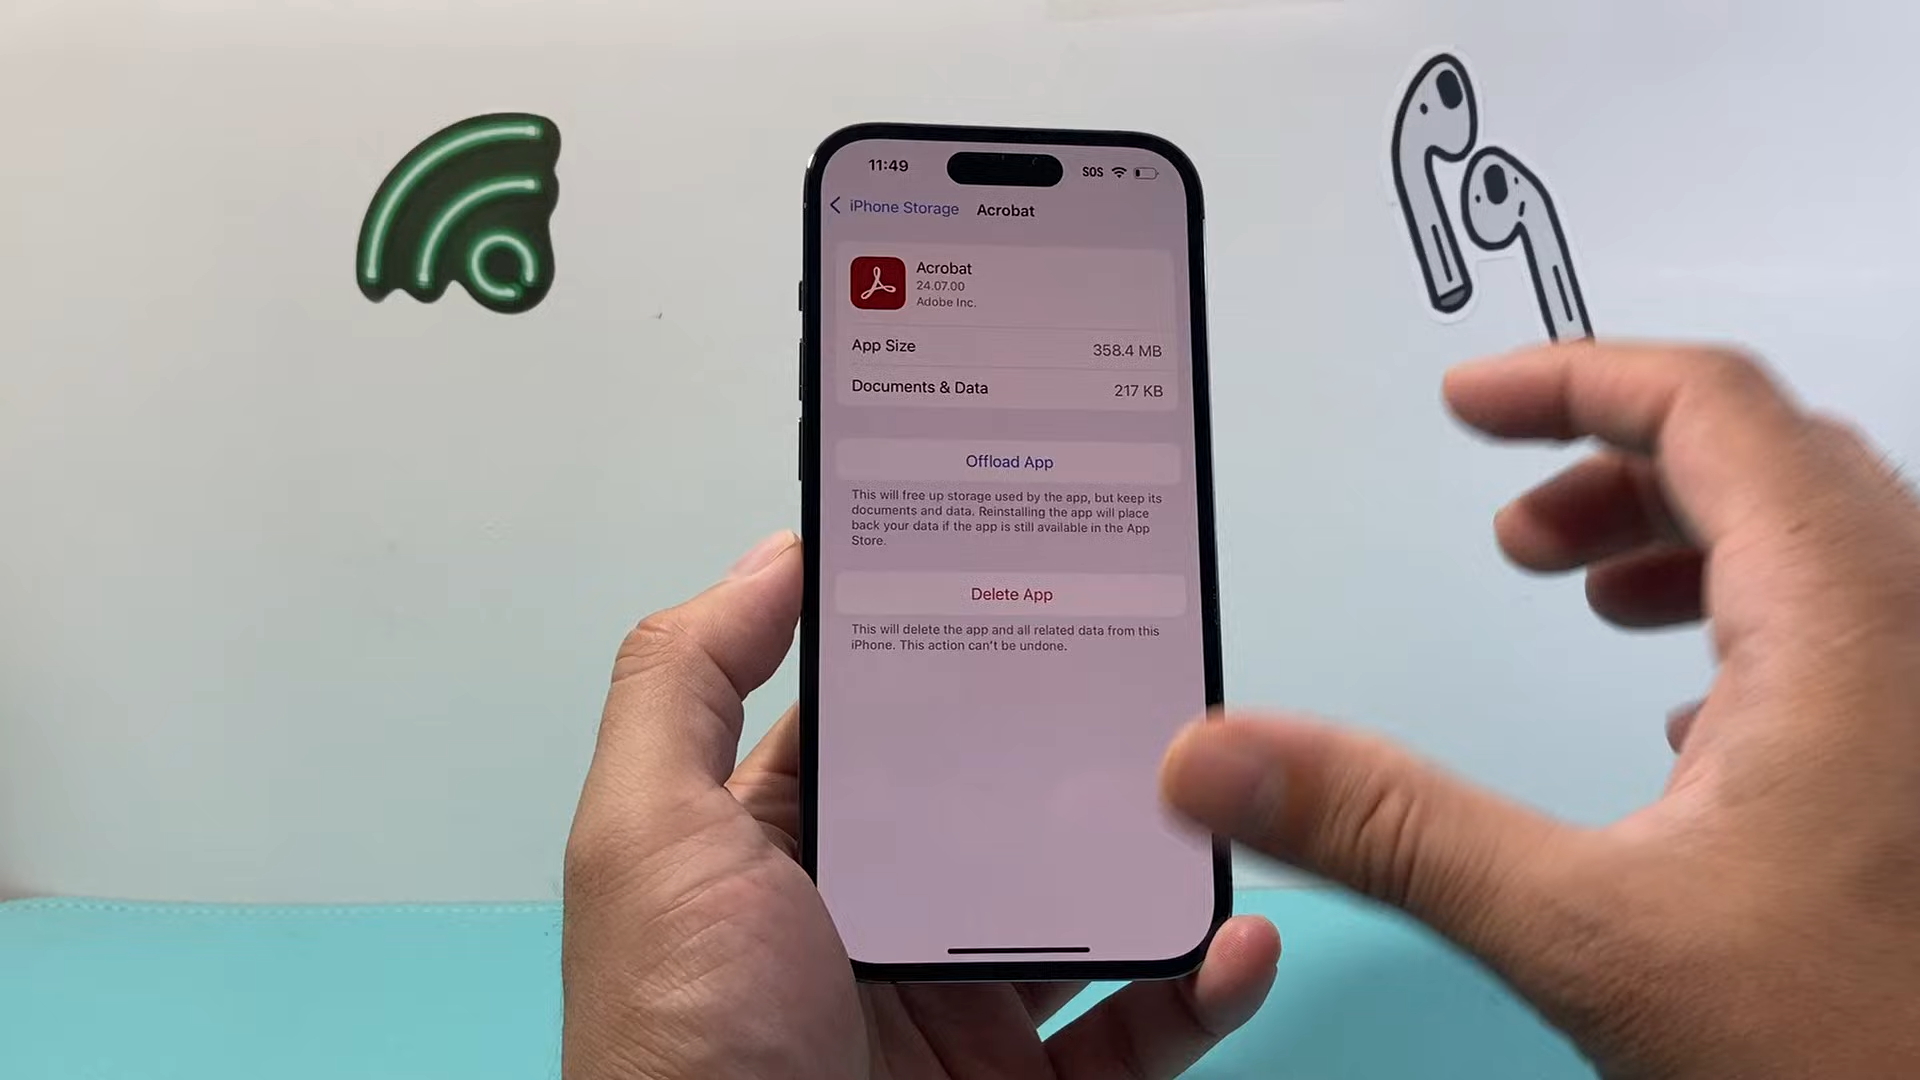 11:49
SOS
iPhone Storage Acrobat
Acrobat
24.07.00
Adobe Inc.
App Size 358.4 MB
Documents & Data 217 KB
Offload App
This will free up storage used by the app, but keep its
documents and data. Reinstalling the app will place
back your data if the app is still available in the App
Store.
Delete App
This will delete the app and all related data from this
iPhone. This action can't be undone.